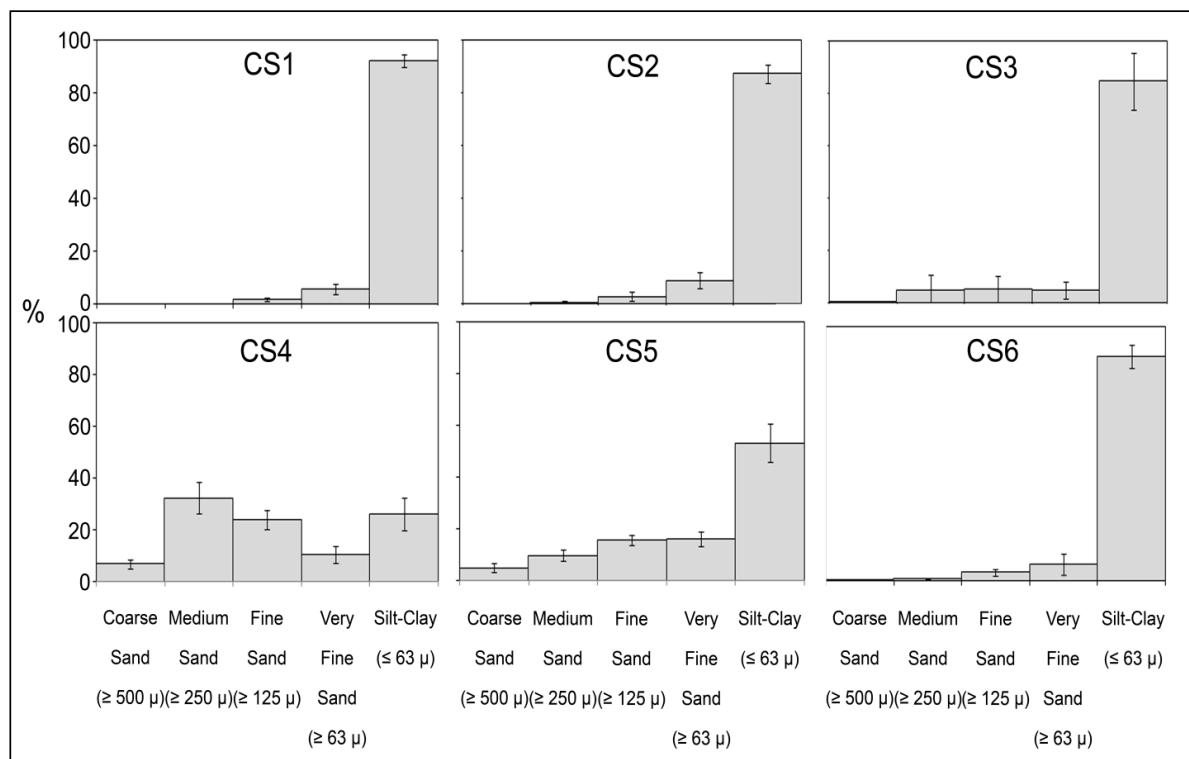 100
80
60
40
20
0
CS1
CS2
CS3
%
100
80
60
40
20
0
CS4
CS5
CS6
Coarse Medium Fine Very Silt-Clay
Sand Sand Sand Fine (≤ 63 µ)
(≥ 500 µ) (≥ 250 µ) (≥ 125 µ) Sand
(≥ 63 µ)
Coarse Medium Fine Very Silt-Clay
Sand Sand Sand Fine (≤ 63 µ)
(≥ 500 µ) (≥ 250 µ) (≥ 125 µ) Sand
(≥ 63 µ)
Coarse Medium Fine Very Silt-Clay
Sand Sand Sand Fine (≤ 63 µ)
(≥ 500 µ) (≥ 250 µ) (≥ 125 µ) Sand
(≥ 63 µ)